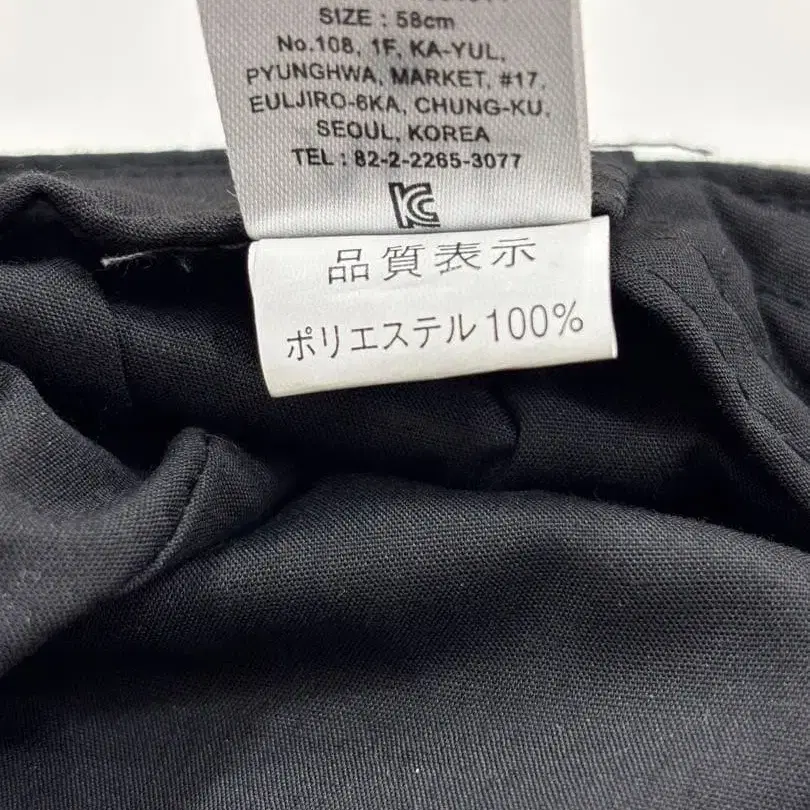 SIZE : 58cm
No.108, 1F, KA-YUL,
PYUNGHWA, MARKET, #17,
EULJIRO-6KA, CHUNG-KU,
SEOUL, KOREA
TEL : 82-2-2265-3077
KC
品質表示
ポリエステル100%